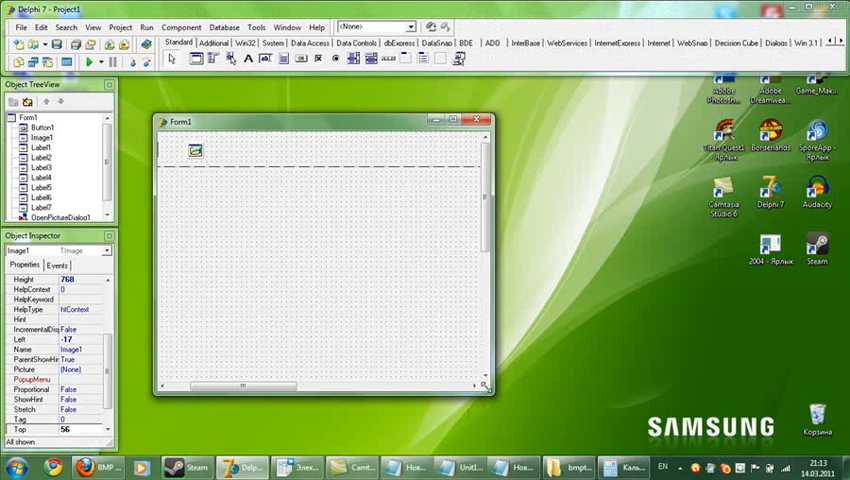 Delphi 7 - Project1
File Edit Search View Project Run Component Database Tools Window Help <None>
Standard Additional Win32 System Data Access Data Controls dbExpress DataSnap BDE ADO InterBase WebServices InternetExpress Internet WebSnap Decision Cube Dialogs Win 3.1
Object TreeView
Form1
Button1
Image1
Label1
Label2
Label3
Label4
Label5
Label6
Label7
OpenPictureDialog1
Object Inspector
Image1 TImage
Properties Events
Height 768
HelpContext 0
HelpKeyword
HelpType htContext
Hint
IncrementalDisp False
Left -17
Name Image1
ParentShowHin True
Picture (None)
PopupMenu
Proportional False
ShowHint False
Stretch False
Tag 0
Top 56
All shown
Form1
Adobe Photosh...
Adobe Dreamwea...
Game_Mak...
Titan Quest1 - Ярлык
Borderlands
SporeApp - Ярлык
Camtasia Studio 6
Delphi 7
Audacity
2004 - Ярлык
Steam
SAMSUNG
Корзина
BMP ...
Steam
Delp...
Элек...
Camt...
Нов...
Unit1...
Нов...
bmpt...
Каль...
EN
21:13
14.03.2011